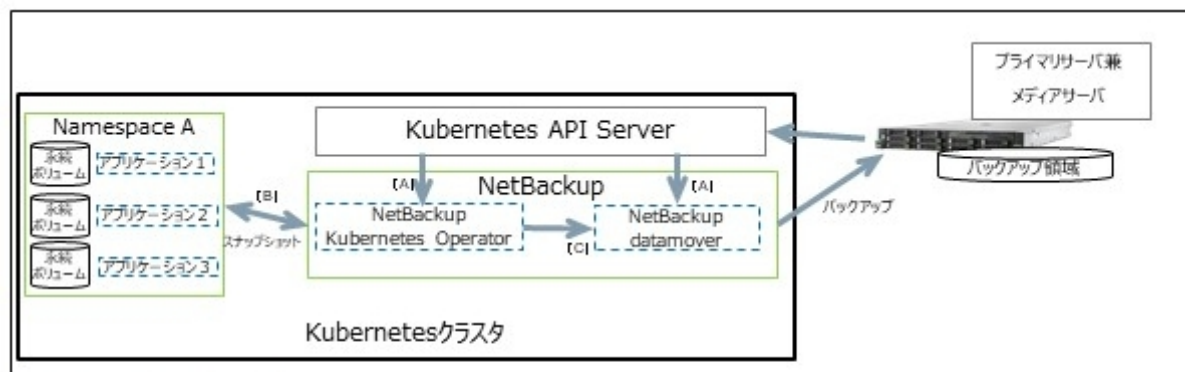 プライマリサーバ兼
メディアサーバ
バックアップ領域
バックアップ
Kubernetes API Server
Namespace A
永続
ボリューム
アプリケーション1
永続
ボリューム
アプリケーション2
永続
ボリューム
アプリケーション3
[B]
スナップショット
[A]
NetBackup
[A]
NetBackup
Kubernetes Operator
[C]
NetBackup
datamover
Kubernetesクラスタ